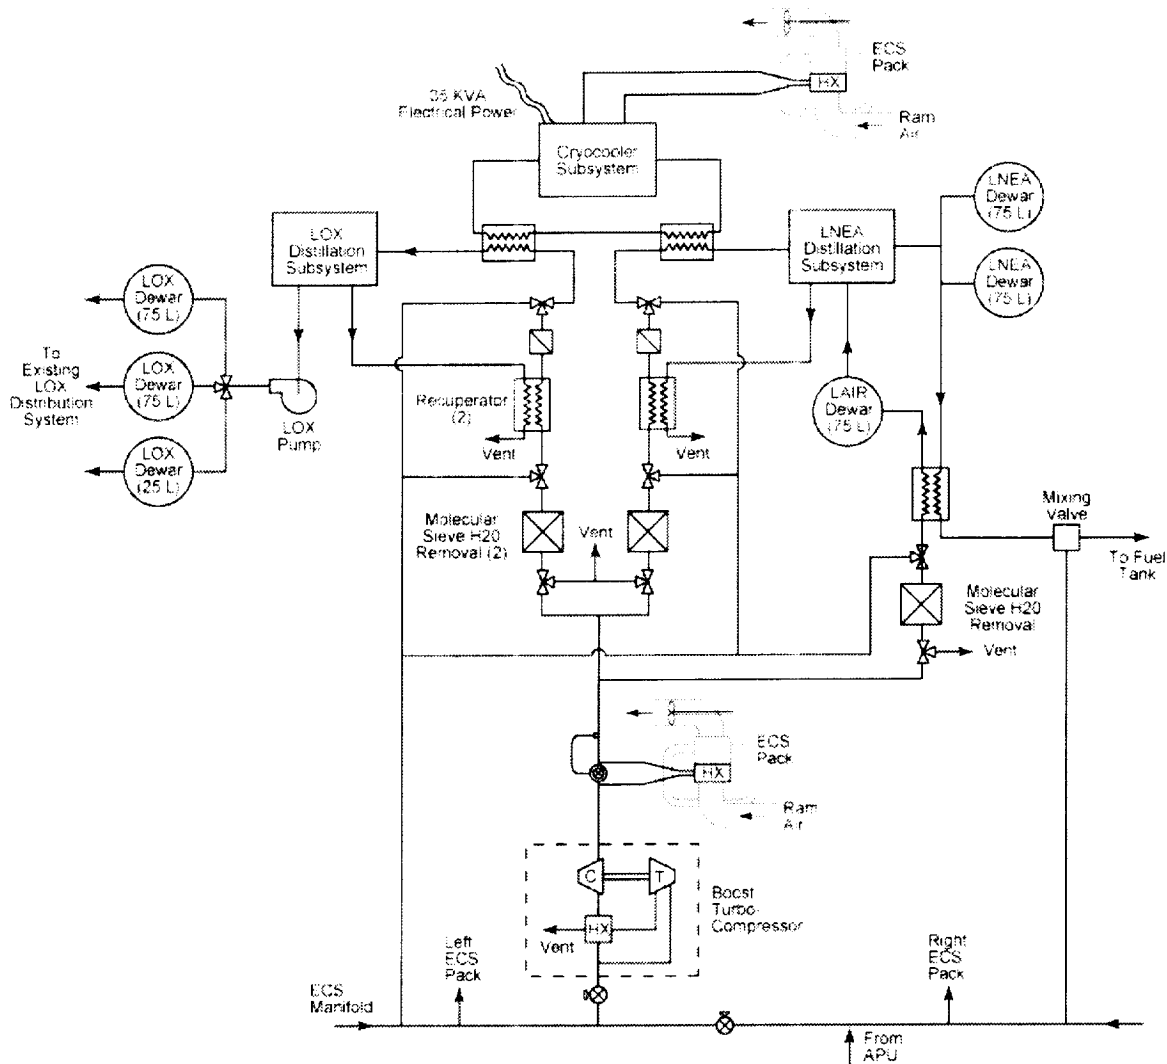 ECS
Pack
HX
Ram
Air
35 KVA
Electrical Power
Cryocooler
Subsystem
LOX
Distillation
Subsystem
LNEA
Distillation
Subsystem
LNEA
Dewar
(75 L)
LNEA
Dewar
(75 L)
LOX
Dewar
(75 L)
To
Existing
LOX
Distribution
System
LOX
Dewar
(75 L)
LOX
Dewar
(25 L)
LOX
Pump
Recuperator
(2)
Vent
Vent
LAIR
Dewar
(75 L)
Mixing
Valve
To Fuel
Tank
Molecular
Sieve H20
Removal (2)
Vent
Molecular
Sieve H20
Removal
Vent
ECS
Pack
HX
Ram
Air
C
T
HX
Vent
Boost
Turbo-
Compressor
Left
ECS
Pack
Right
ECS
Pack
ECS
Manifold
From
APU